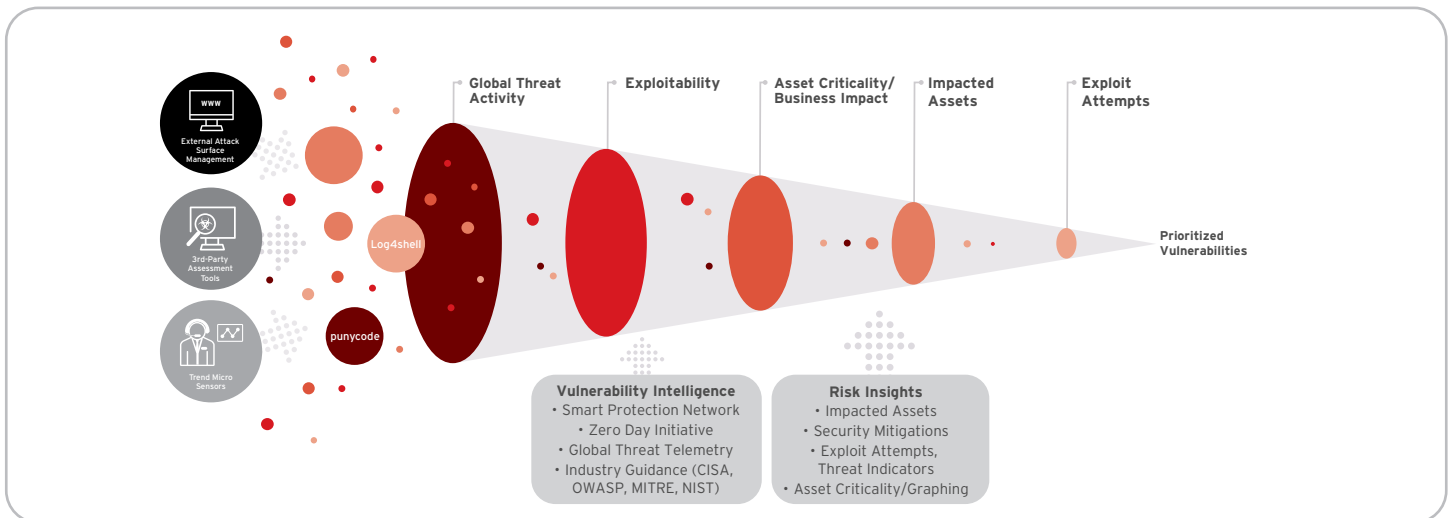 WWW
External Attack
Surface
Management
3rd-Party
Assessment
Tools
Trend Micro
Sensors
Log4shell
punycode
Global Threat
Activity
Exploitability
Asset Criticality/
Business Impact
Impacted
Assets
Exploit
Attempts
Prioritized
Vulnerabilities
Vulnerability Intelligence
• Smart Protection Network
• Zero Day Initiative
• Global Threat Telemetry
• Industry Guidance (CISA,
OWASP, MITRE, NIST)
Risk Insights
• Impacted Assets
• Security Mitigations
• Exploit Attempts,
Threat Indicators
• Asset Criticality/Graphing